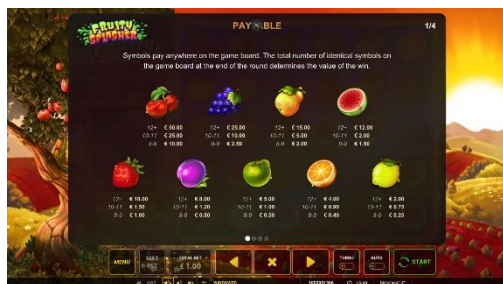 FRUITY
SPLASHER
PAY BLE
1/4
Symbols pay anywhere on the game board. The total number of identical symbols on
the game board at the end of the round determines the value of the win.
12+ € 50.00
10-11 € 25.00
8-9 € 10.00
12+ € 25.00
10-11 € 10.00
8-9 € 2.50
12+ € 15.00
10-11 € 5.00
8-9 € 2.00
12+ € 12.00
10-11 € 2.00
8-9 € 1.50
12+ € 10.00
10-11 € 1.50
8-9 € 1.00
12+ € 8.00
10-11 € 1.20
8-9 € 0.80
12+ € 5.00
10-11 € 1.00
8-9 € 0.50
12+ € 4.00
10-11 € 0.90
8-9 € 0.40
12+ € 2.00
10-11 € 0.75
8-9 € 0.25
MENU
MAX
BET
TOTAL BET
£1.00
TURBO
AUTO
START